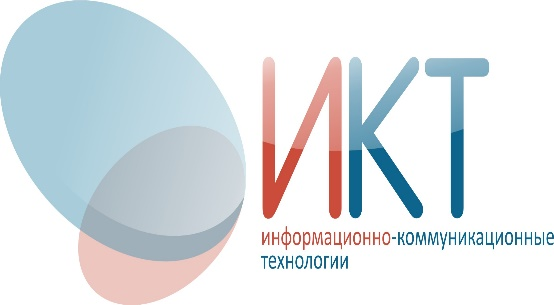 ИКТ
информационно-коммуникационные
технологии